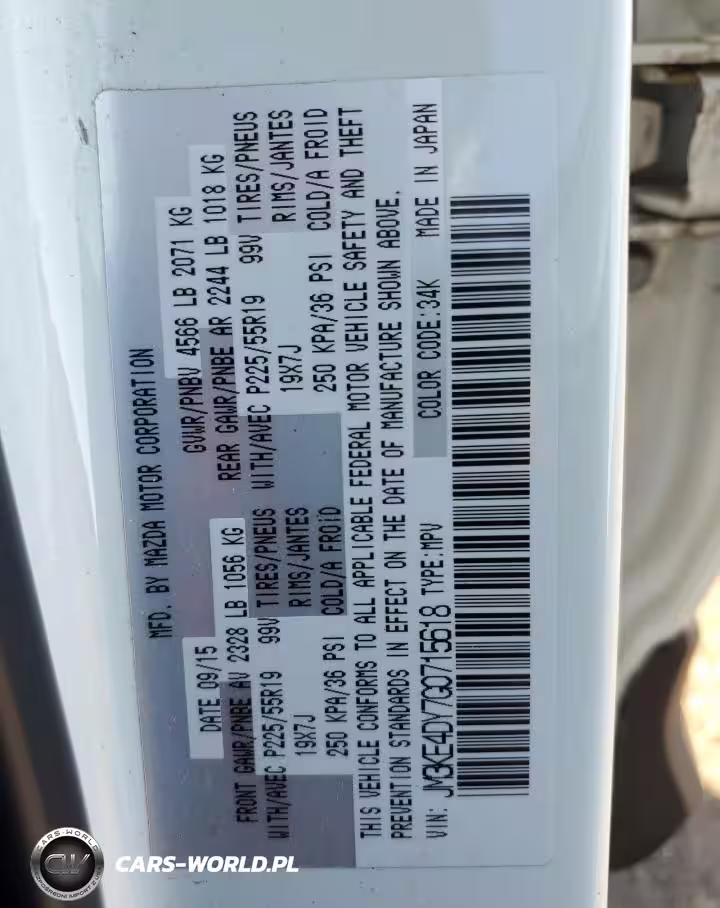 MFD. BY MAZDA MOTOR CORPORATION
DATE 09/15 GVWR/PNBV 4566 LB 2071 KG
FRONT GAWR/PNBE AV 2328 LB 1056 KG REAR GAWR/PNBE AR 2244 LB 1018 KG
WITH/AVEC P225/55R19 99V TIRES/PNEUS WITH/AVEC P225/55R19 99V TIRES/PNEUS
19X7J RIMS/JANTES 19X7J RIMS/JANTES
250 KPA/36 PSI COLD/A FROID 250 KPA/36 PSI COLD/A FROID
THIS VEHICLE CONFORMS TO ALL APPLICABLE FEDERAL MOTOR VEHICLE SAFETY AND THEFT
PREVENTION STANDARDS IN EFFECT ON THE DATE OF MANUFACTURE SHOWN ABOVE.
VIN: JM3KE4DY7G0715618 TYPE:MPV COLOR CODE:34K MADE IN JAPAN
CARS-WORLD.PL
CARS-WORLD
CW